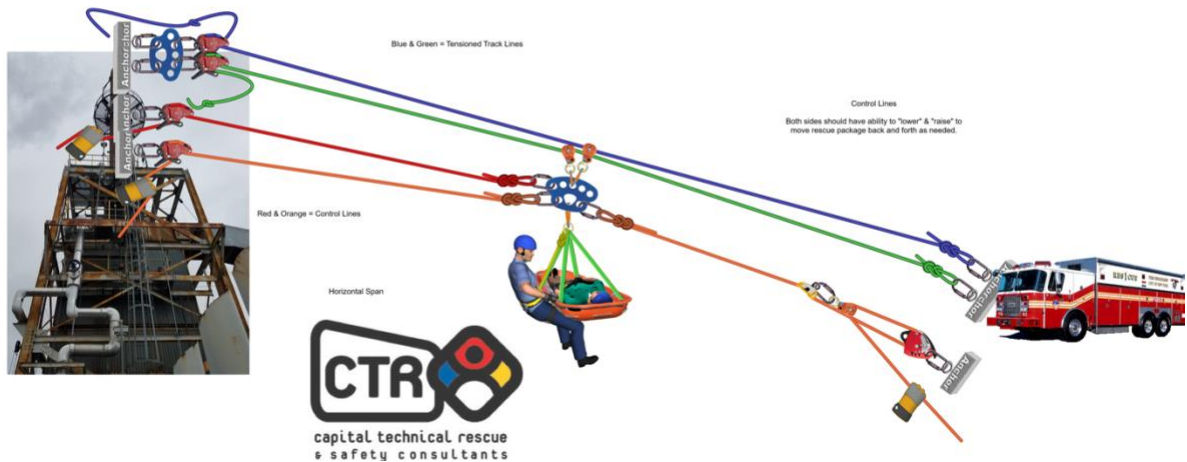 Blue & Green = Tensioned Track Lines
Control Lines
Both sides should have ability to "lower" & "raise" to
move rescue package back and forth as needed.
Anchor
Anchor
Anchor
Anchor
Red & Orange = Control Lines
Horizontal Span
Anchor
Anchor
CTR
capital technical rescue
& safety consultants